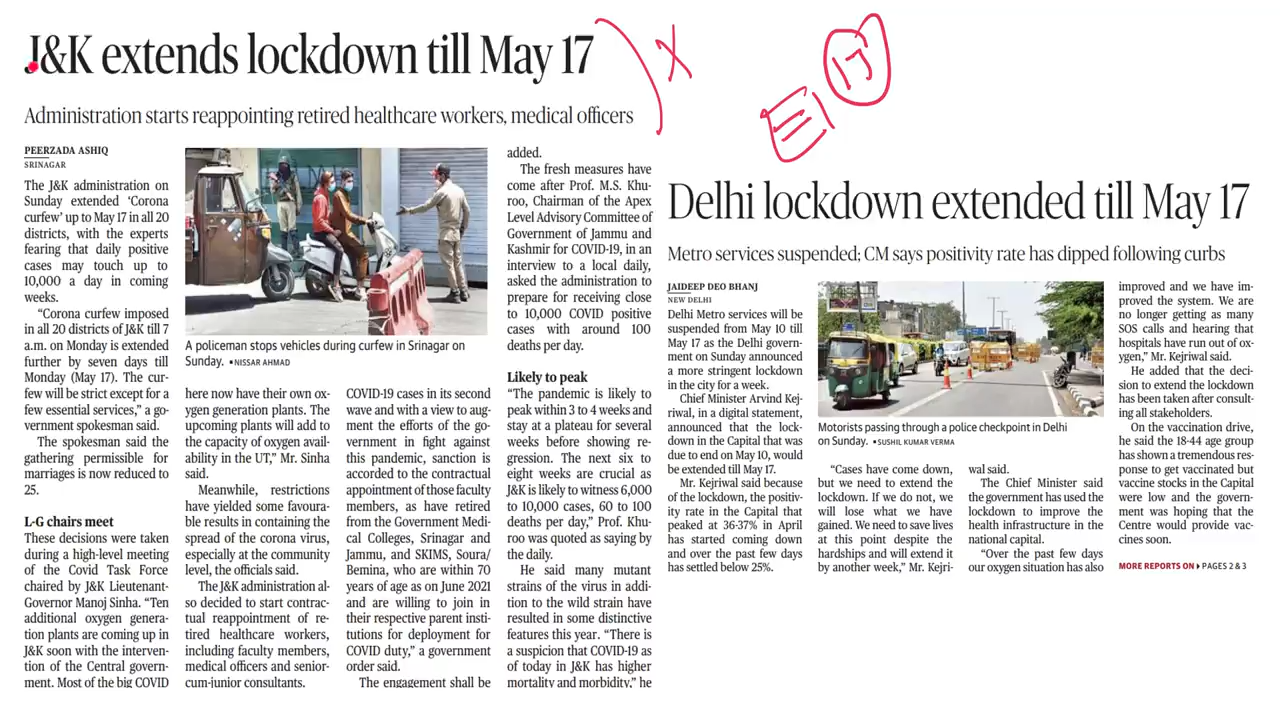 J&K extends lockdown till May 17
Administration starts reappointing retired healthcare workers, medical officers
PEERZADA ASHIQ
SRINAGAR
The J&K administration on
Sunday extended ‘Corona
curfew’ up to May 17 in all 20
districts, with the experts
fearing that daily positive
cases may touch up to
10,000 a day in coming
weeks.
“Corona curfew imposed
in all 20 districts of J&K till 7
a.m. on Monday is extended
further by seven days till
Monday (May 17). The cur-
few will be strict except for a
few essential services,” a go-
vernment spokesman said.
The spokesman said the
gathering permissible for
marriages is now reduced to
25.
L-G chairs meet
These decisions were taken
during a high-level meeting
of the Covid Task Force
chaired by J&K Lieutenant-
Governor Manoj Sinha. “Ten
additional oxygen genera-
tion plants are coming up in
J&K soon with the interven-
tion of the Central govern-
ment. Most of the big COVID
A policeman stops vehicles during curfew in Srinagar on
Sunday. ▪NISSAR AHMAD
here now have their own ox-
ygen generation plants. The
upcoming plants will add to
the capacity of oxygen avail-
ability in the UT,” Mr. Sinha
said.
Meanwhile, restrictions
have yielded some favoura-
ble results in containing the
spread of the corona virus,
especially at the community
level, the officials said.
The J&K administration al-
so decided to start contrac-
tual reappointment of re-
tired healthcare workers,
including faculty members,
medical officers and senior-
cum-junior consultants.
COVID-19 cases in its second
wave and with a view to aug-
ment the efforts of the go-
vernment in fight against
this pandemic, sanction is
accorded to the contractual
appointment of those faculty
members, as have retired
from the Government Medi-
cal Colleges, Srinagar and
Jammu, and SKIMS, Soura/
Bemina, who are within 70
years of age as on June 2021
and are willing to join in
their respective parent insti-
tutions for deployment for
COVID duty,” a government
order said.
The engagement shall be
added.
The fresh measures have
come after Prof. M.S. Khu-
roo, Chairman of the Apex
Level Advisory Committee of
Government of Jammu and
Kashmir for COVID-19, in an
interview to a local daily,
asked the administration to
prepare for receiving close
to 10,000 COVID positive
cases with around 100
deaths per day.
Likely to peak
“The pandemic is likely to
peak within 3 to 4 weeks and
stay at a plateau for several
weeks before showing re-
gression. The next six to
eight weeks are crucial as
J&K is likely to witness 6,000
to 10,000 cases, 60 to 100
deaths per day,” Prof. Khu-
roo was quoted as saying by
the daily.
He said many mutant
strains of the virus in addi-
tion to the wild strain have
resulted in some distinctive
features this year. “There is
a suspicion that COVID-19 as
of today in J&K has higher
mortality and morbidity,” he
X
Delhi lockdown extended till May 17
Metro services suspended; CM says positivity rate has dipped following curbs
JAIDEEP DEO BHANJ
NEW DELHI
Delhi Metro services will be
suspended from May 10 till
May 17 as the Delhi govern-
ment on Sunday announced
a more stringent lockdown
in the city for a week.
Chief Minister Arvind Kej-
riwal, in a digital statement,
announced that the lock-
down in the Capital that was
due to end on May 10, would
be extended till May 17.
Mr. Kejriwal said because
of the lockdown, the positiv-
ity rate in the Capital that
peaked at 36-37% in April
has started coming down
and over the past few days
has settled below 25%.
Motorists passing through a police checkpoint in Delhi
on Sunday. ▪SUSHIL KUMAR VERMA
“Cases have come down,
but we need to extend the
lockdown. If we do not, we
will lose what we have
gained. We need to save lives
at this point despite the
hardships and will extend it
by another week,” Mr. Kejri-
wal said.
The Chief Minister said
the government has used the
lockdown to improve the
health infrastructure in the
national capital.
“Over the past few days
our oxygen situation has also
improved and we have im-
proved the system. We are
no longer getting as many
SOS calls and hearing that
hospitals have run out of ox-
ygen,” Mr. Kejriwal said.
He added that the deci-
sion to extend the lockdown
has been taken after consult-
ing all stakeholders.
On the vaccination drive,
he said the 18-44 age group
has shown a tremendous res-
ponse to get vaccinated but
vaccine stocks in the Capital
were low and the govern-
ment was hoping that the
Centre would provide vac-
cines soon.
MORE REPORTS ON ▸ PAGES 2 & 3